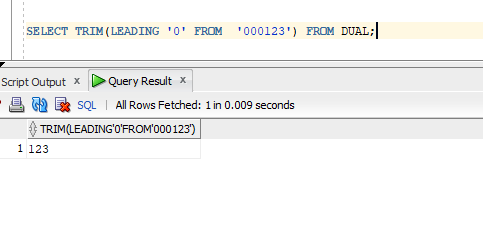 SELECT TRIM(LEADING '0' FROM  '000123') FROM DUAL;
Script Output x Query Result x
SQL | All Rows Fetched: 1 in 0.009 seconds
TRIM(LEADING'0'FROM'000123')
1 123